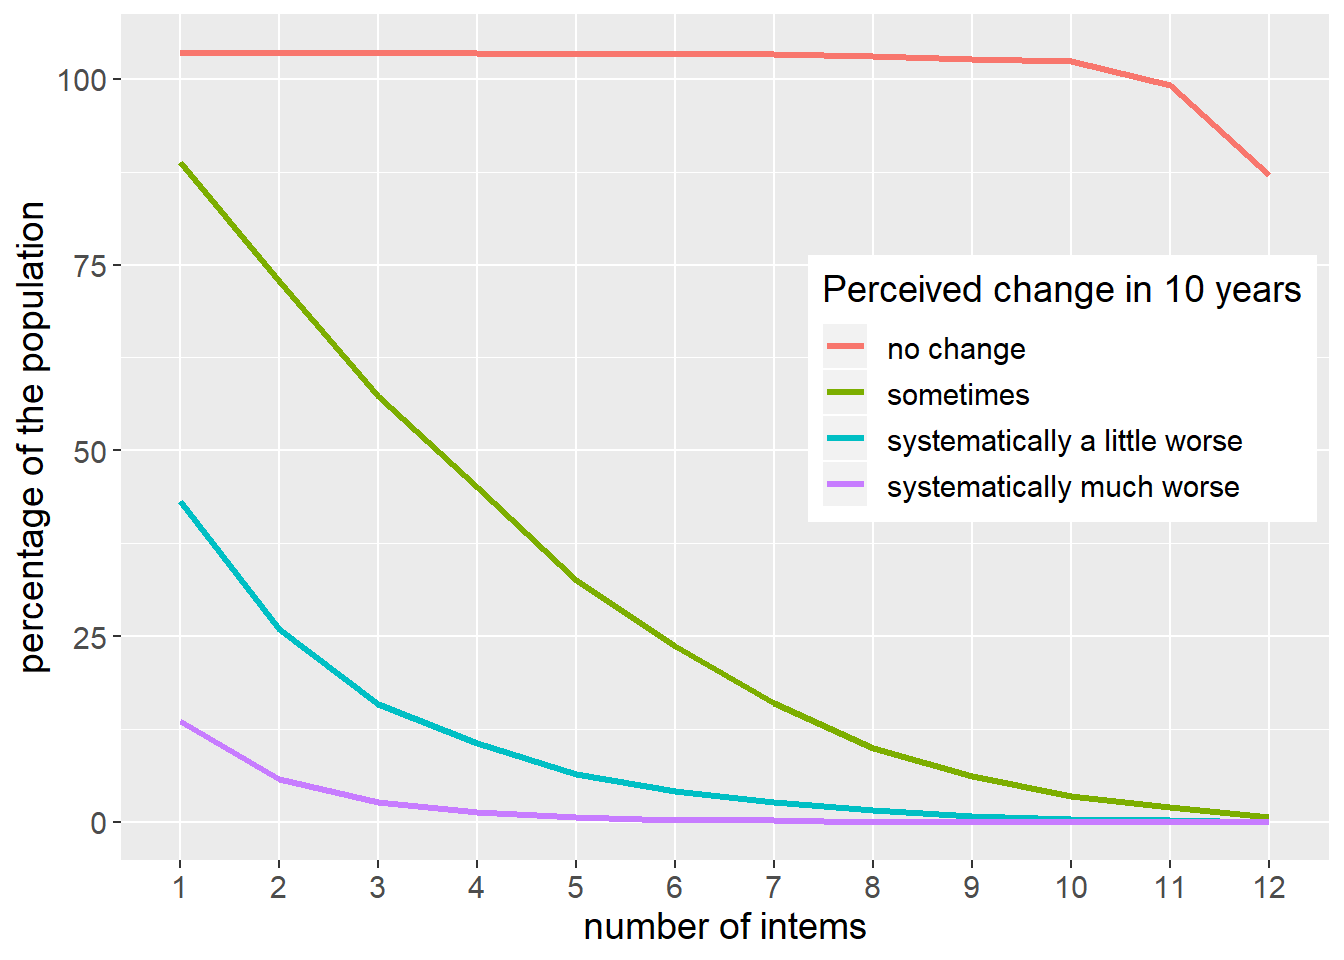 percentage of the population
100
75
50
25
0
Perceived change in 10 years
no change
sometimes
systematically a little worse
systematically much worse
1 2 3 4 5 6 7 8 9 10 11 12
number of intems